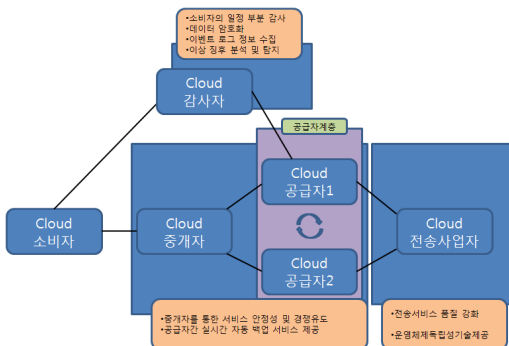 •소비자의 일정 부분 감사
•데이터 암호화
•이벤트 로그 정보 수집
•이상 징후 분석 및 탐지
Cloud
감사자
공급자계층
Cloud
공급자1
Cloud
소비자
Cloud
중개자
Cloud
전송사업자
Cloud
공급자2
•중개자를 통한 서비스 안정성 및 경쟁유도
•공급자간 실시간 자동 백업 서비스 제공
•전송서비스 품질 강화
•운영체제독립성기술제공